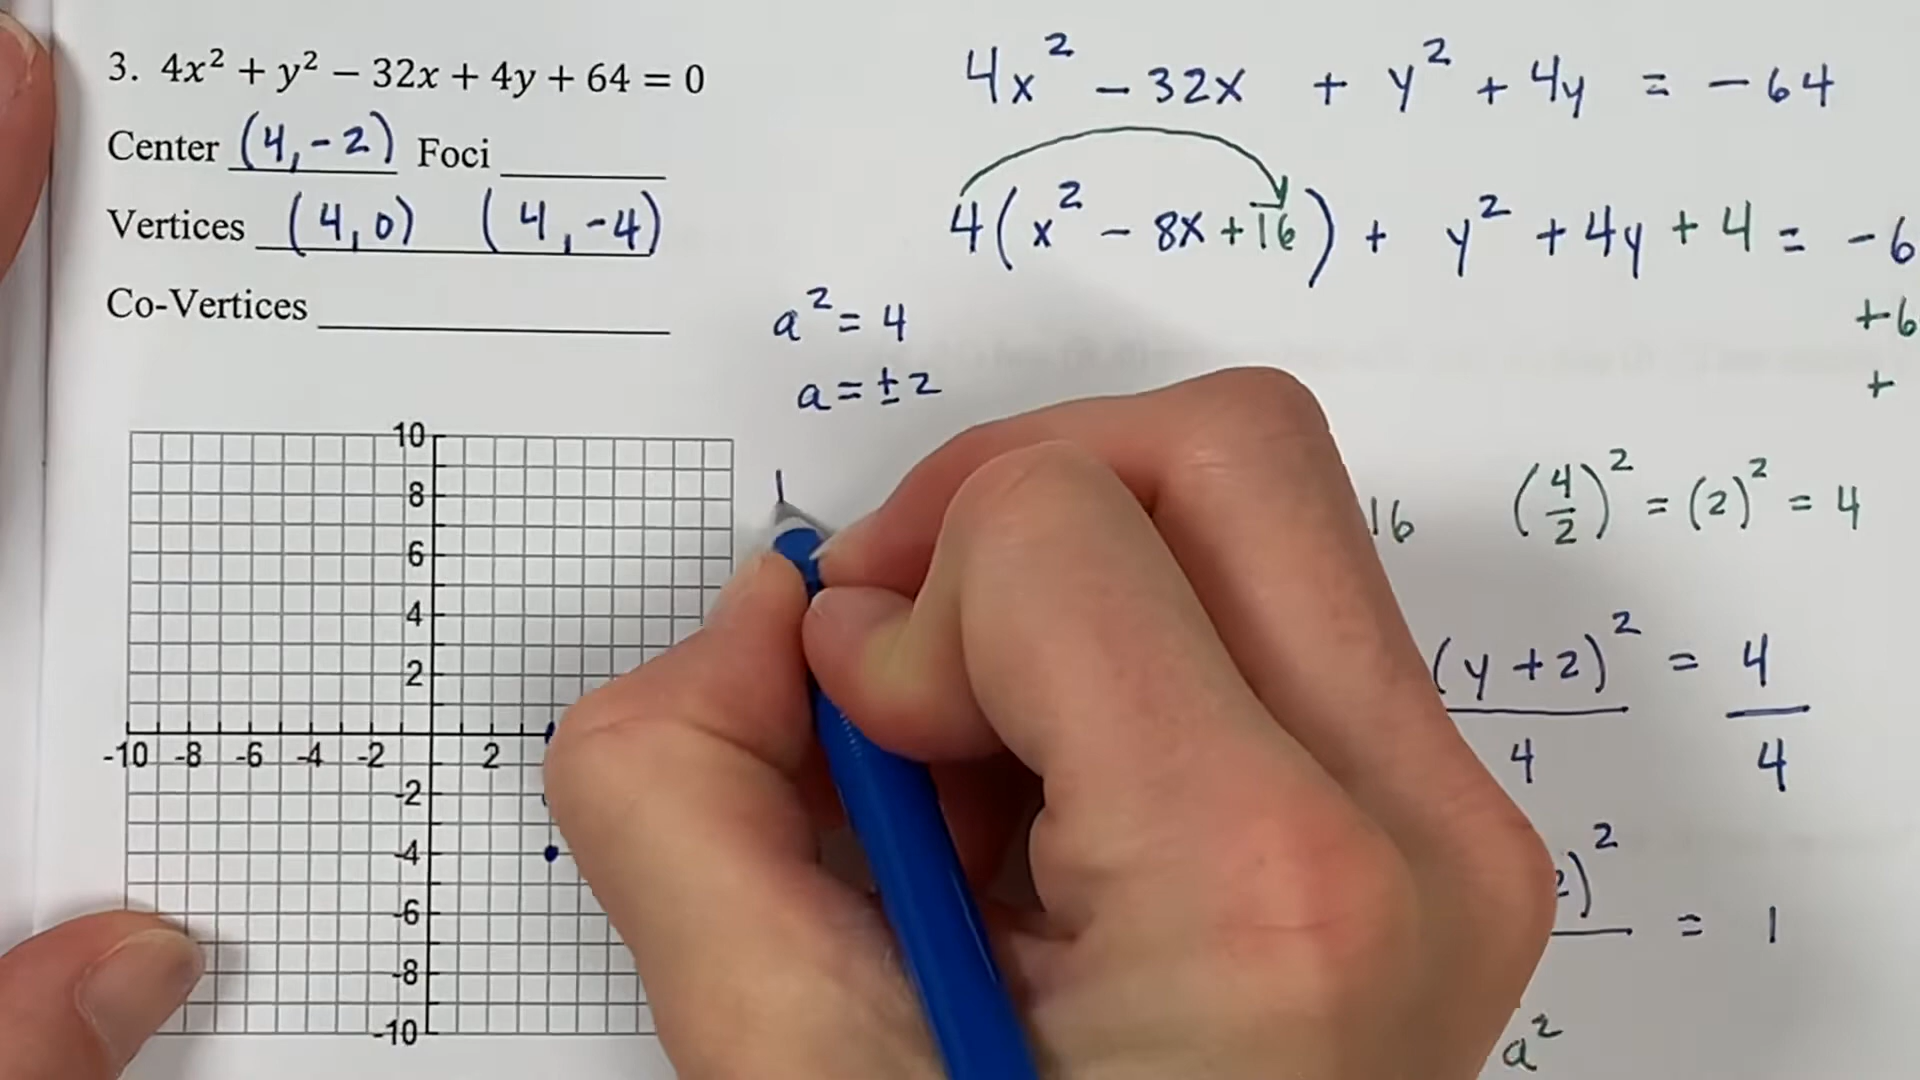 3. 4x² + y² − 32x + 4y + 64 = 0
Center (4,-2) Foci
Vertices (4,0) (4,-4)
Co-Vertices
4x² − 32x + y² + 4y = −64
4(x² − 8x + 16) + y² + 4y + 4 = −6
+6
+
a² = 4
a = ±2
16 (4/2)² = (2)² = 4
(y + 2)² = 4
4 4
2)² = 1
a²
10
8
6
4
2
-10 -8 -6 -4 -2 2
-2
-4
-6
-8
-10